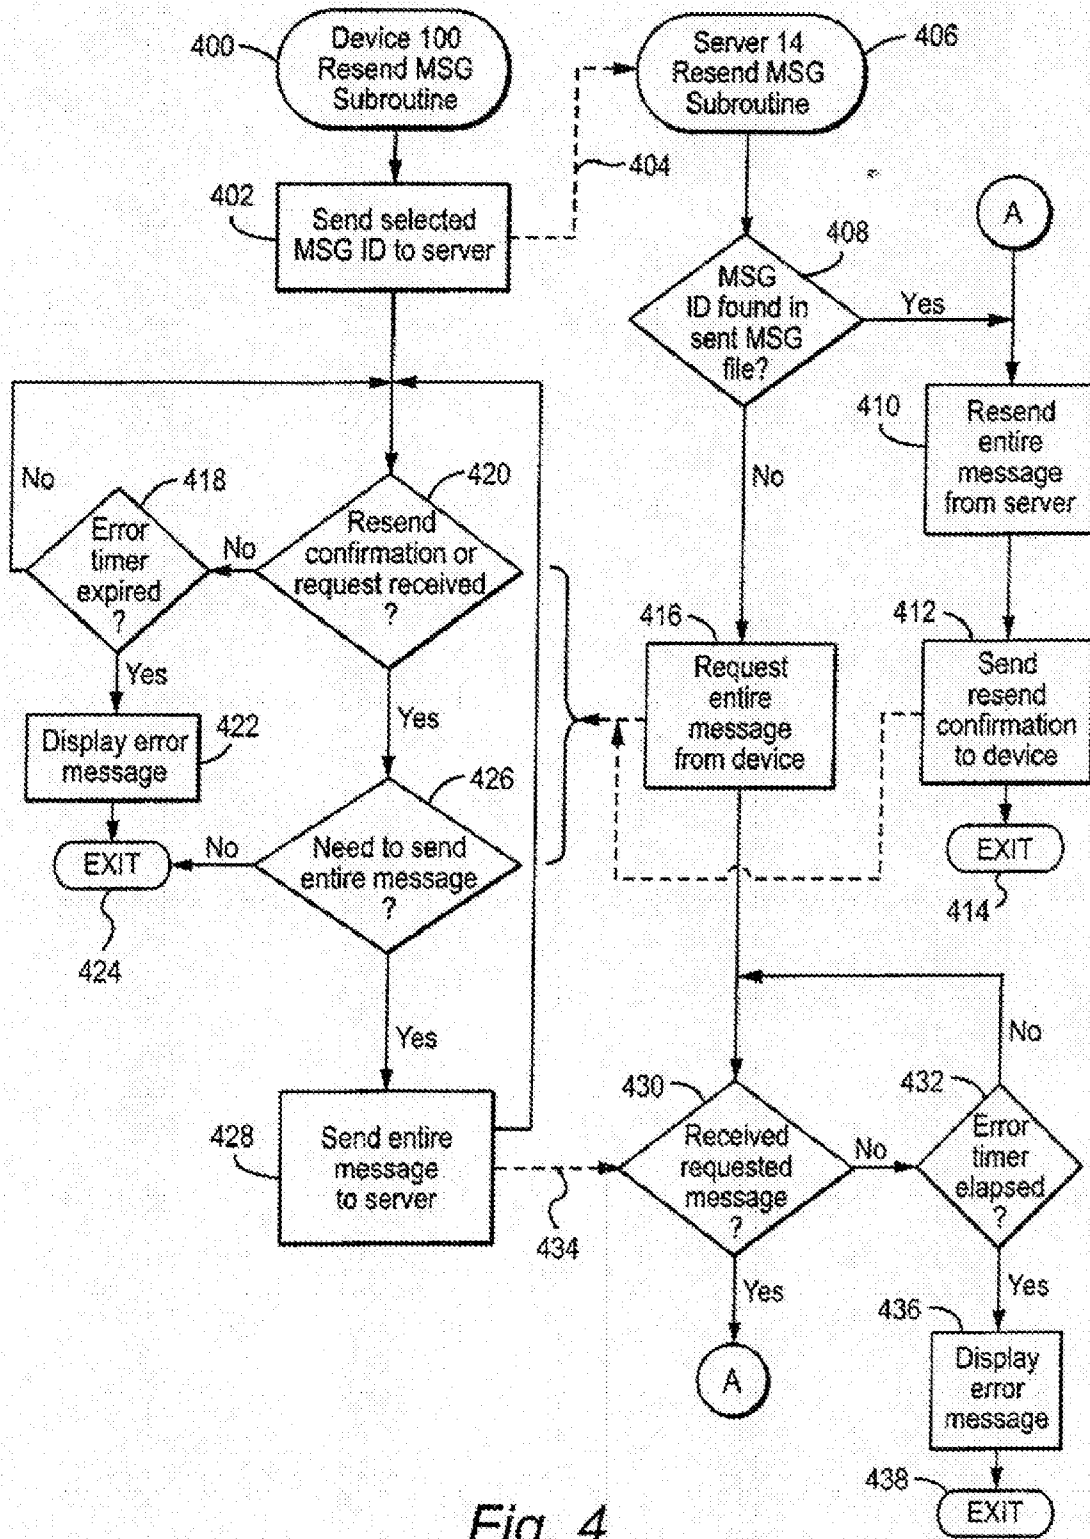 400
Device 100
Resend MSG
Subroutine
Server 14
Resend MSG
Subroutine
406
404
402
Send selected
MSG ID to server
A
408
MSG
ID found in
sent MSG
file?
Yes
No
410
Resend
entire
message
from server
No
418
Error
timer
expired
?
No
420
Resend
confirmation or
request received
?
416
Request
entire
message
from device
412
Send
resend
confirmation
to device
Yes
Yes
Display error
message
422
426
EXIT
424
No
Need to send
entire message
?
EXIT
414
Yes
No
428
Send entire
message
to server
434
430
Received
requested
message
?
No
432
Error
timer
elapsed
?
Yes
Yes
A
436
Display
error
message
438
EXIT
Fig. 4